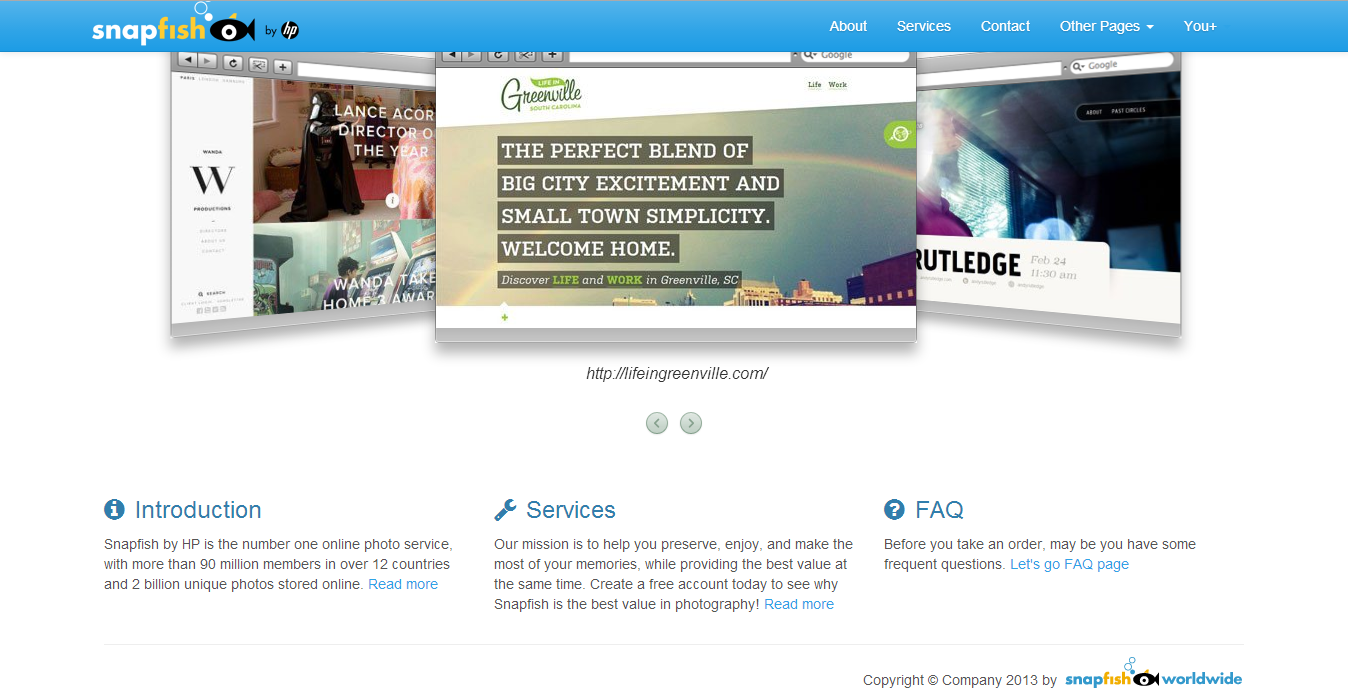 snapfish by hp
About Services Contact Other Pages You+
Google
Google
PARIS LONDON HAMBURG
WANDA
W
PRODUCTIONS
DIRECTORS
ABOUT US
CONTACT
SEARCH
LANCE ACOR
DIRECTOR O
THE YEAR
WANDA TAKE
HOME 3 AWAR
LIFE IN
Greenville
SOUTH CAROLINA
Life Work
THE PERFECT BLEND OF
BIG CITY EXCITEMENT AND
SMALL TOWN SIMPLICITY.
WELCOME HOME.
Discover LIFE and WORK in Greenville, SC
ABOUT PAST CIRCLES
RUTLEDGE
Feb 24
11:30 am
http://lifeingreenville.com/
Introduction
Snapfish by HP is the number one online photo service,
with more than 90 million members in over 12 countries
and 2 billion unique photos stored online. Read more
Services
Our mission is to help you preserve, enjoy, and make the
most of your memories, while providing the best value at
the same time. Create a free account today to see why
Snapfish is the best value in photography! Read more
FAQ
Before you take an order, may be you have some
frequent questions. Let's go FAQ page
Copyright © Company 2013 by snapfish worldwide